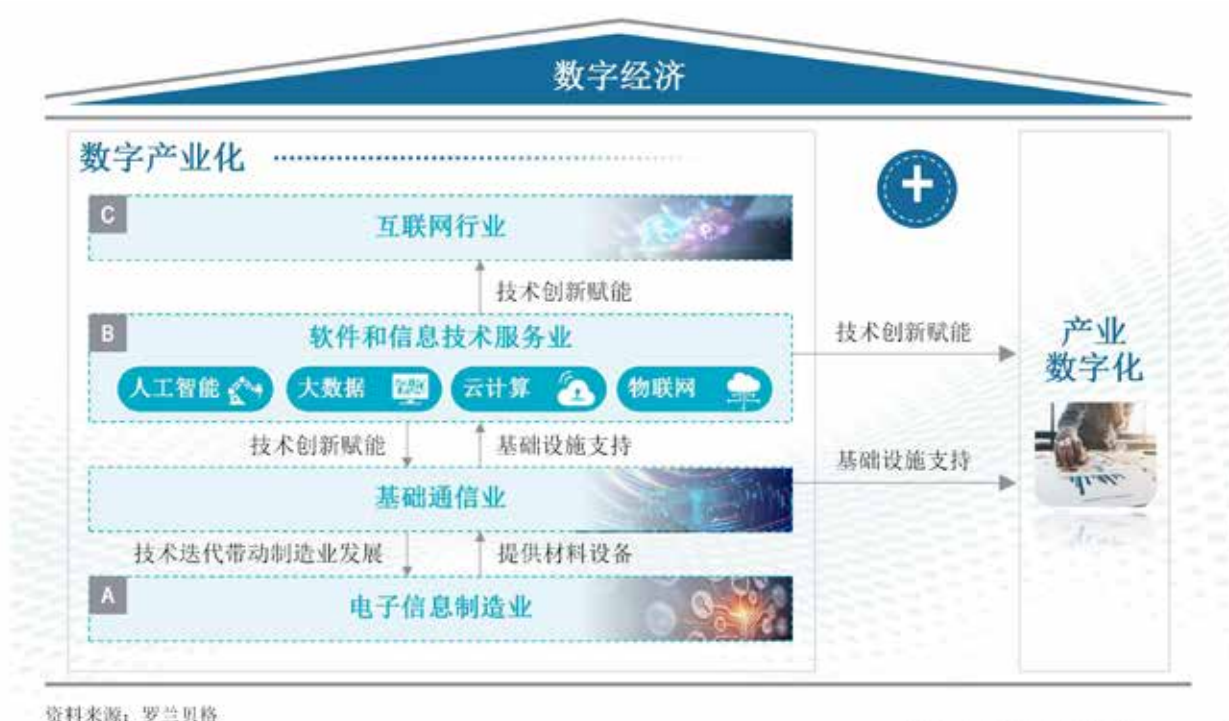 数字经济
数字产业化
C
互联网行业
技术创新赋能
B
软件和信息技术服务业
人工智能
大数据
云计算
物联网
技术创新赋能
基础设施支持
基础通信业
技术迭代带动制造业发展
提供材料设备
A
电子信息制造业
+
技术创新赋能
基础设施支持
产业
数字化
资料来源：罗兰贝格